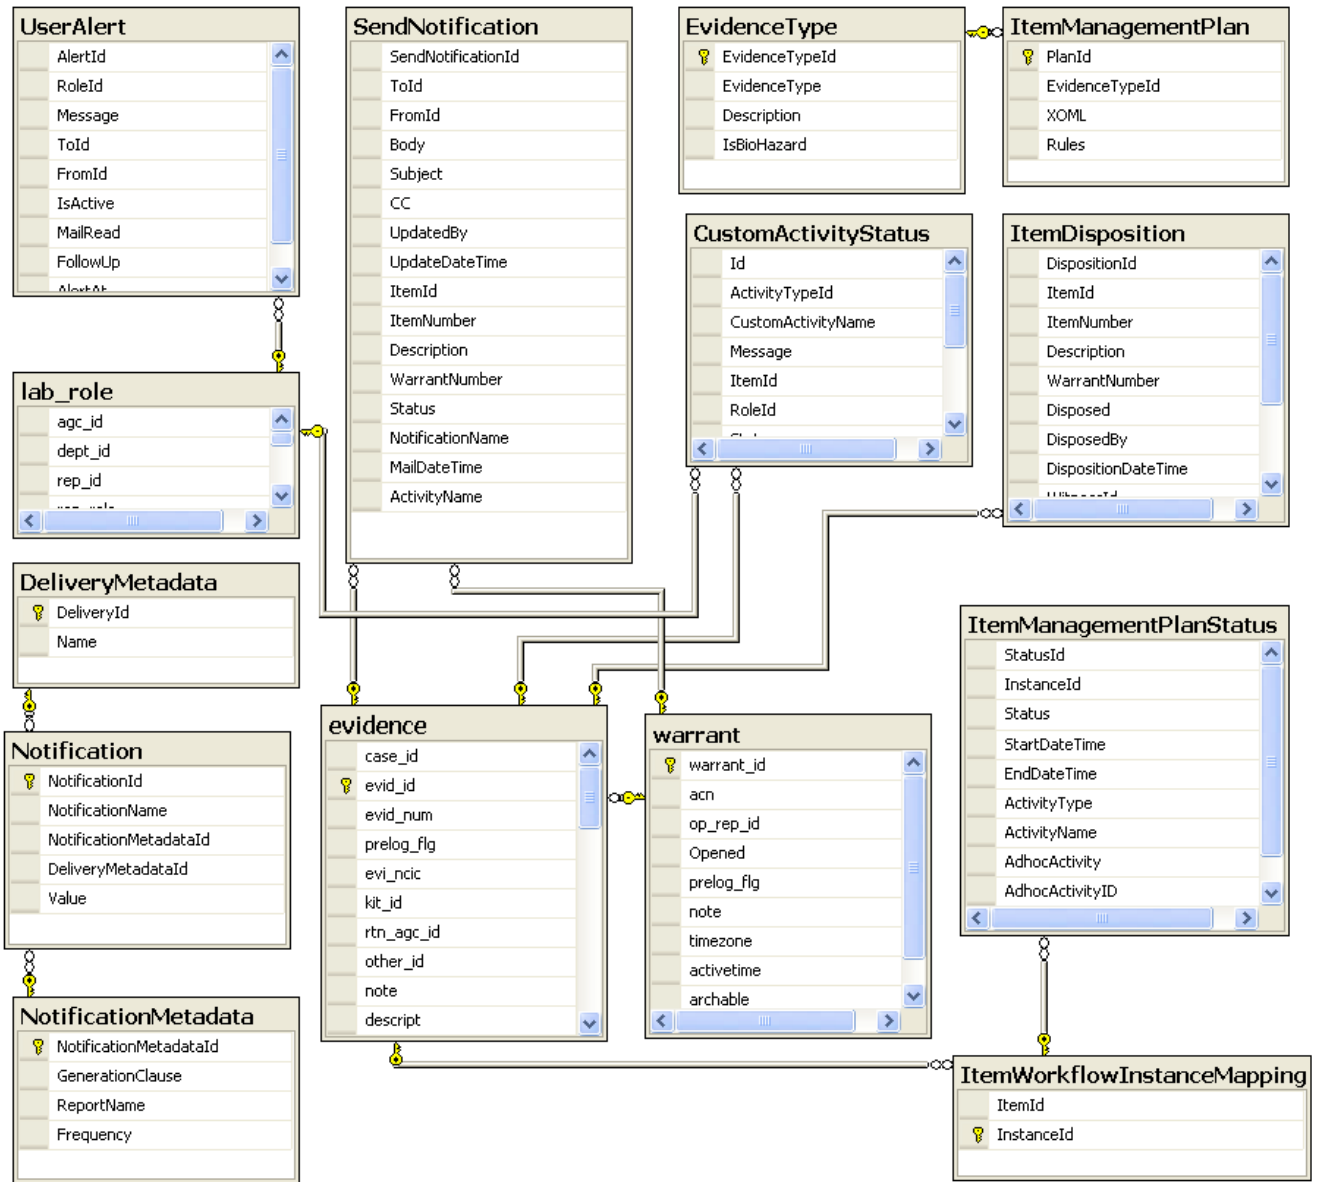 UserAlert
AlertId
RoleId
Message
ToId
FromId
IsActive
MailRead
FollowUp
AlertAt
lab_role
agc_id
dept_id
rep_id
DeliveryMetadata
DeliveryId
Name
Notification
NotificationId
NotificationName
NotificationMetadataId
DeliveryMetadataId
Value
NotificationMetadata
NotificationMetadataId
GenerationClause
ReportName
Frequency
SendNotification
SendNotificationId
ToId
FromId
Body
Subject
CC
UpdatedBy
UpdateDateTime
ItemId
ItemNumber
Description
WarrantNumber
Status
NotificationName
MailDateTime
ActivityName
evidence
case_id
evid_id
evid_num
prelog_flg
evi_ncic
kit_id
rtn_agc_id
other_id
note
descript
EvidenceType
EvidenceTypeId
EvidenceType
Description
IsBioHazard
CustomActivityStatus
Id
ActivityTypeId
CustomActivityName
Message
ItemId
RoleId
warrant
warrant_id
acn
op_rep_id
Opened
prelog_flg
note
timezone
activetime
archable
ItemManagementPlan
PlanId
EvidenceTypeId
XOML
Rules
ItemDisposition
DispositionId
ItemId
ItemNumber
Description
WarrantNumber
Disposed
DisposedBy
DispositionDateTime
ItemManagementPlanStatus
StatusId
InstanceId
Status
StartDateTime
EndDateTime
ActivityType
ActivityName
AdhocActivity
AdhocActivityID
ItemWorkflowInstanceMapping
ItemId
InstanceId